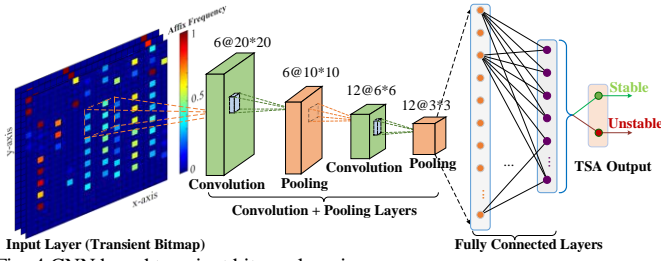 Affix Frequency
1
0.5
0
y-axis
x-axis
6@20*20
6@10*10
12@6*6
12@3*3
Convolution
Pooling
Convolution
Pooling
...
Stable
Unstable
TSA Output
Convolution + Pooling Layers
Input Layer (Transient Bitmap)
Fully Connected Layers